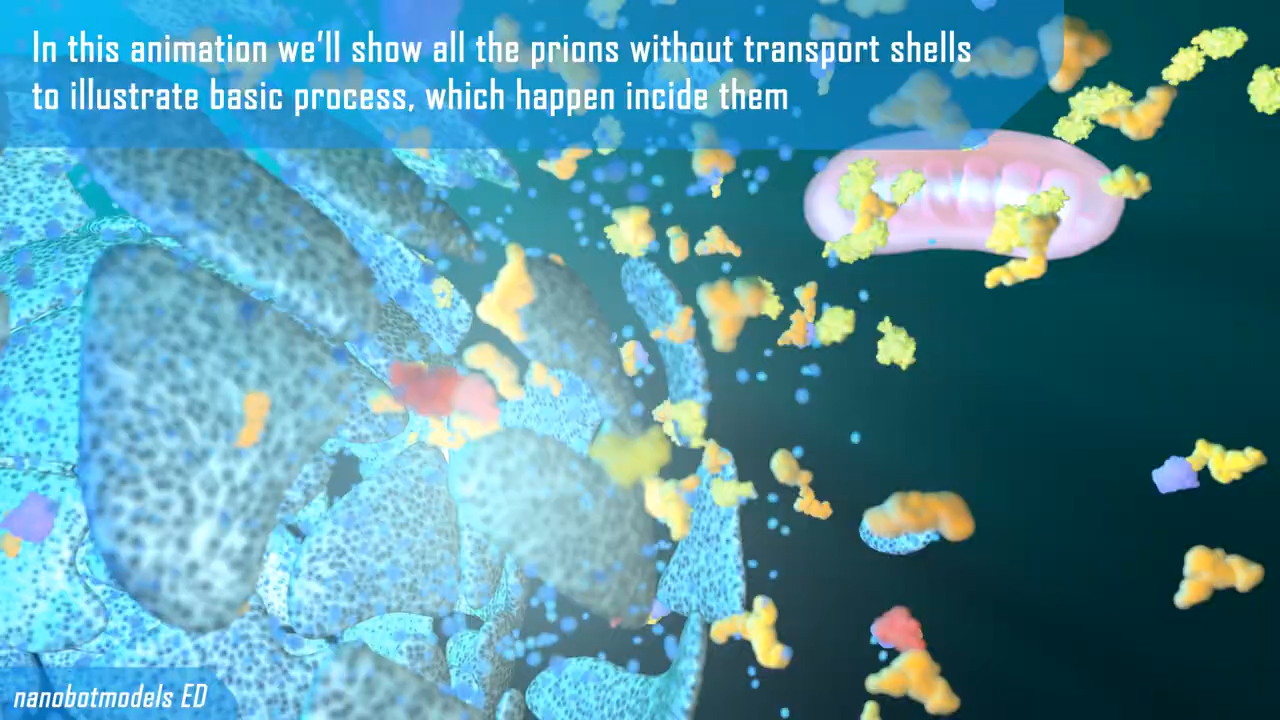 In this animation we'll show all the prions without transport shells
to illustrate basic process, which happen incide them
nanobotmodels ED